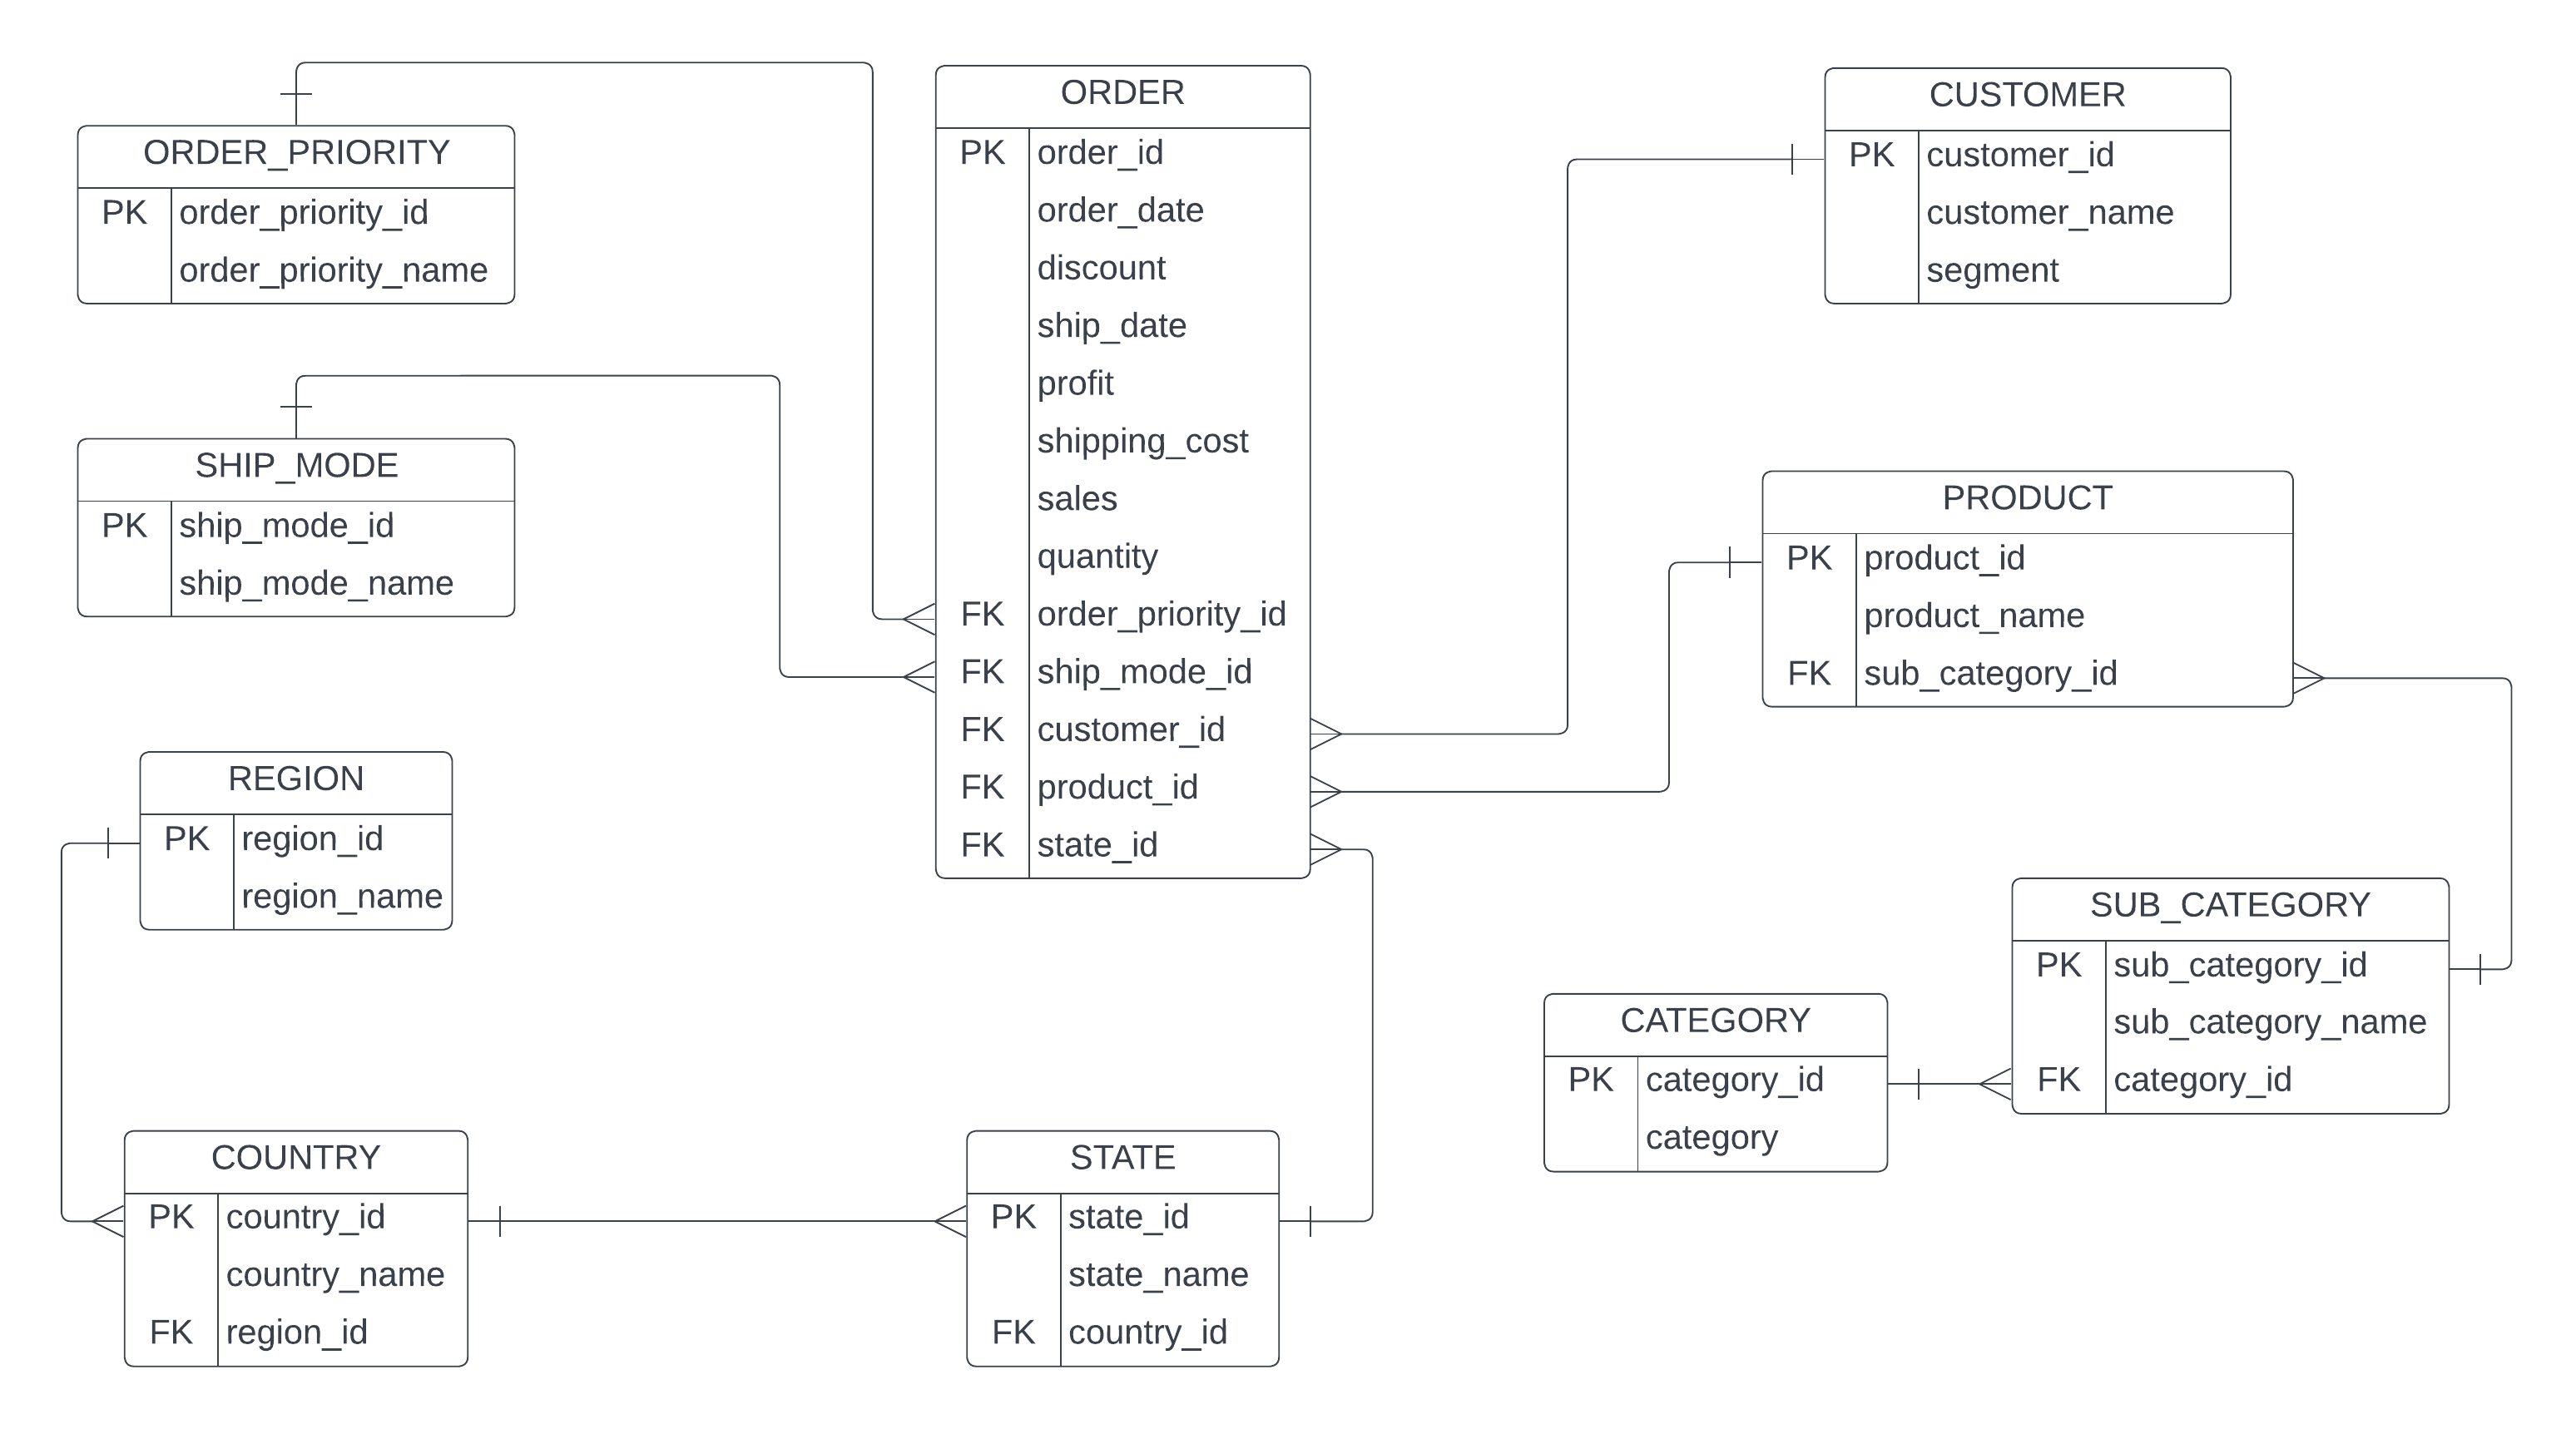 ORDER_PRIORITY
PK order_priority_id
order_priority_name
SHIP_MODE
PK ship_mode_id
ship_mode_name
REGION
PK region_id
region_name
COUNTRY
PK country_id
country_name
FK region_id
ORDER
PK order_id
order_date
discount
ship_date
profit
shipping_cost
sales
quantity
FK order_priority_id
FK ship_mode_id
FK customer_id
FK product_id
FK state_id
STATE
PK state_id
state_name
FK country_id
CUSTOMER
PK customer_id
customer_name
segment
PRODUCT
PK product_id
product_name
FK sub_category_id
CATEGORY
PK category_id
category
SUB_CATEGORY
PK sub_category_id
sub_category_name
FK category_id